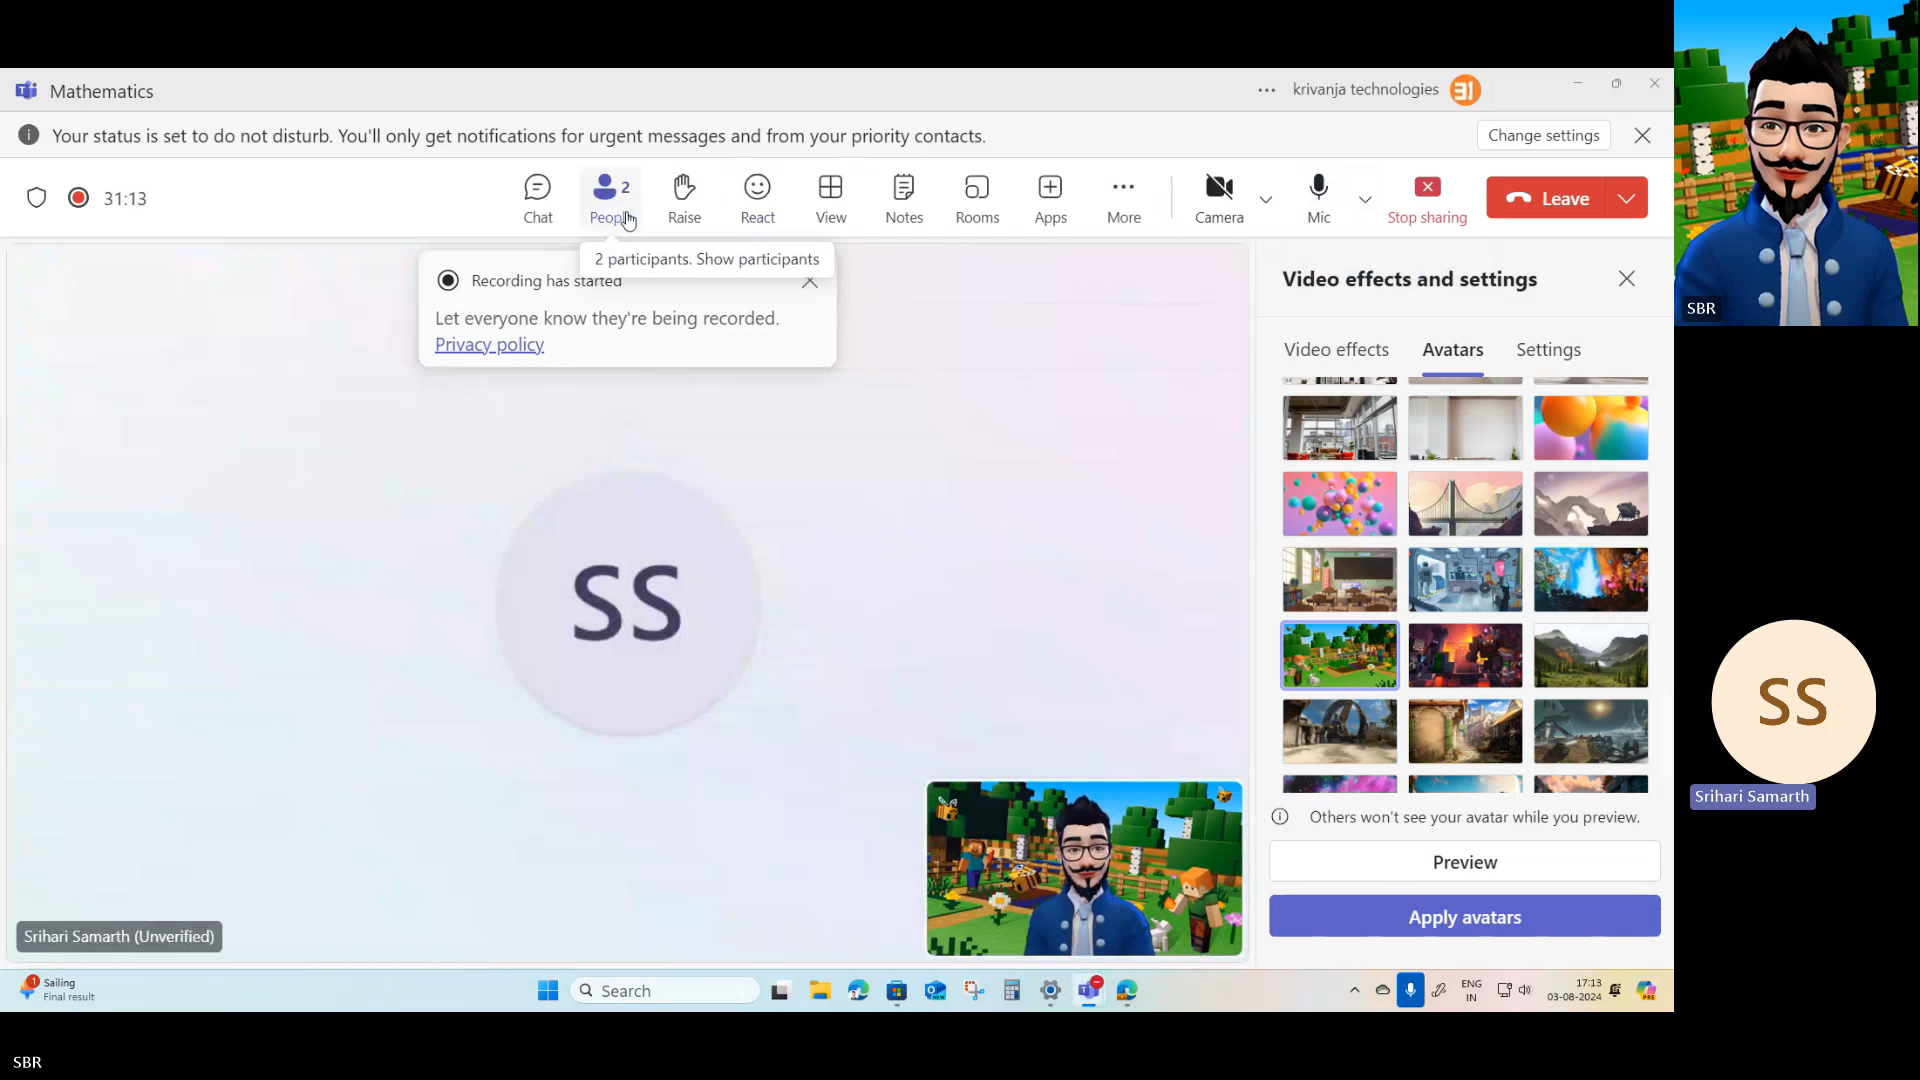 Mathematics
krivanja technologies
Your status is set to do not disturb. You'll only get notifications for urgent messages and from your priority contacts.
Change settings
31:13
Chat
2
People
Raise
React
View
Notes
Rooms
Apps
More
Camera
Mic
Stop sharing
Leave
SBR
2 participants. Show participants
Recording has started
Let everyone know they're being recorded.
Privacy policy
Video effects and settings
Video effects
Avatars
Settings
SS
SS
Srihari Samarth
Others won't see your avatar while you preview.
Preview
Apply avatars
Srihari Samarth (Unverified)
1
Sailing
Final result
Search
ENG
IN
17:13
03-08-2024
PRE
SBR